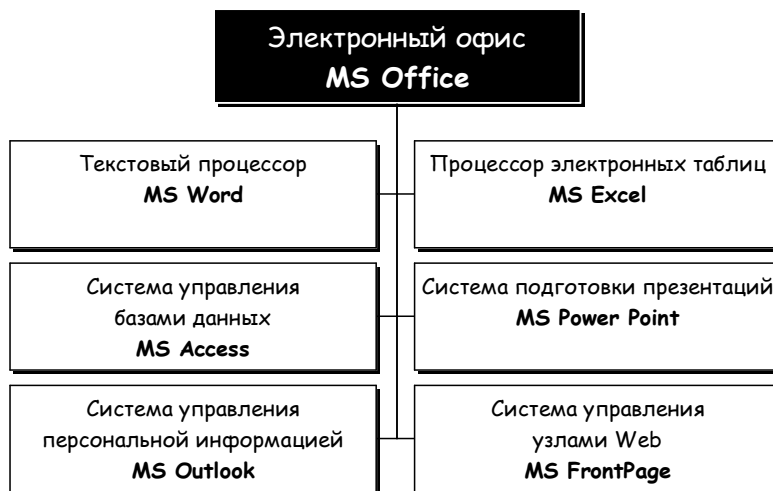 Электронный офис
MS Office
Текстовый процессор
MS Word
Процессор электронных таблиц
MS Excel
Система управления
базами данных
MS Access
Система подготовки презентаций
MS Power Point
Система управления
персональной информацией
MS Outlook
Система управления
узлами Web
MS FrontPage